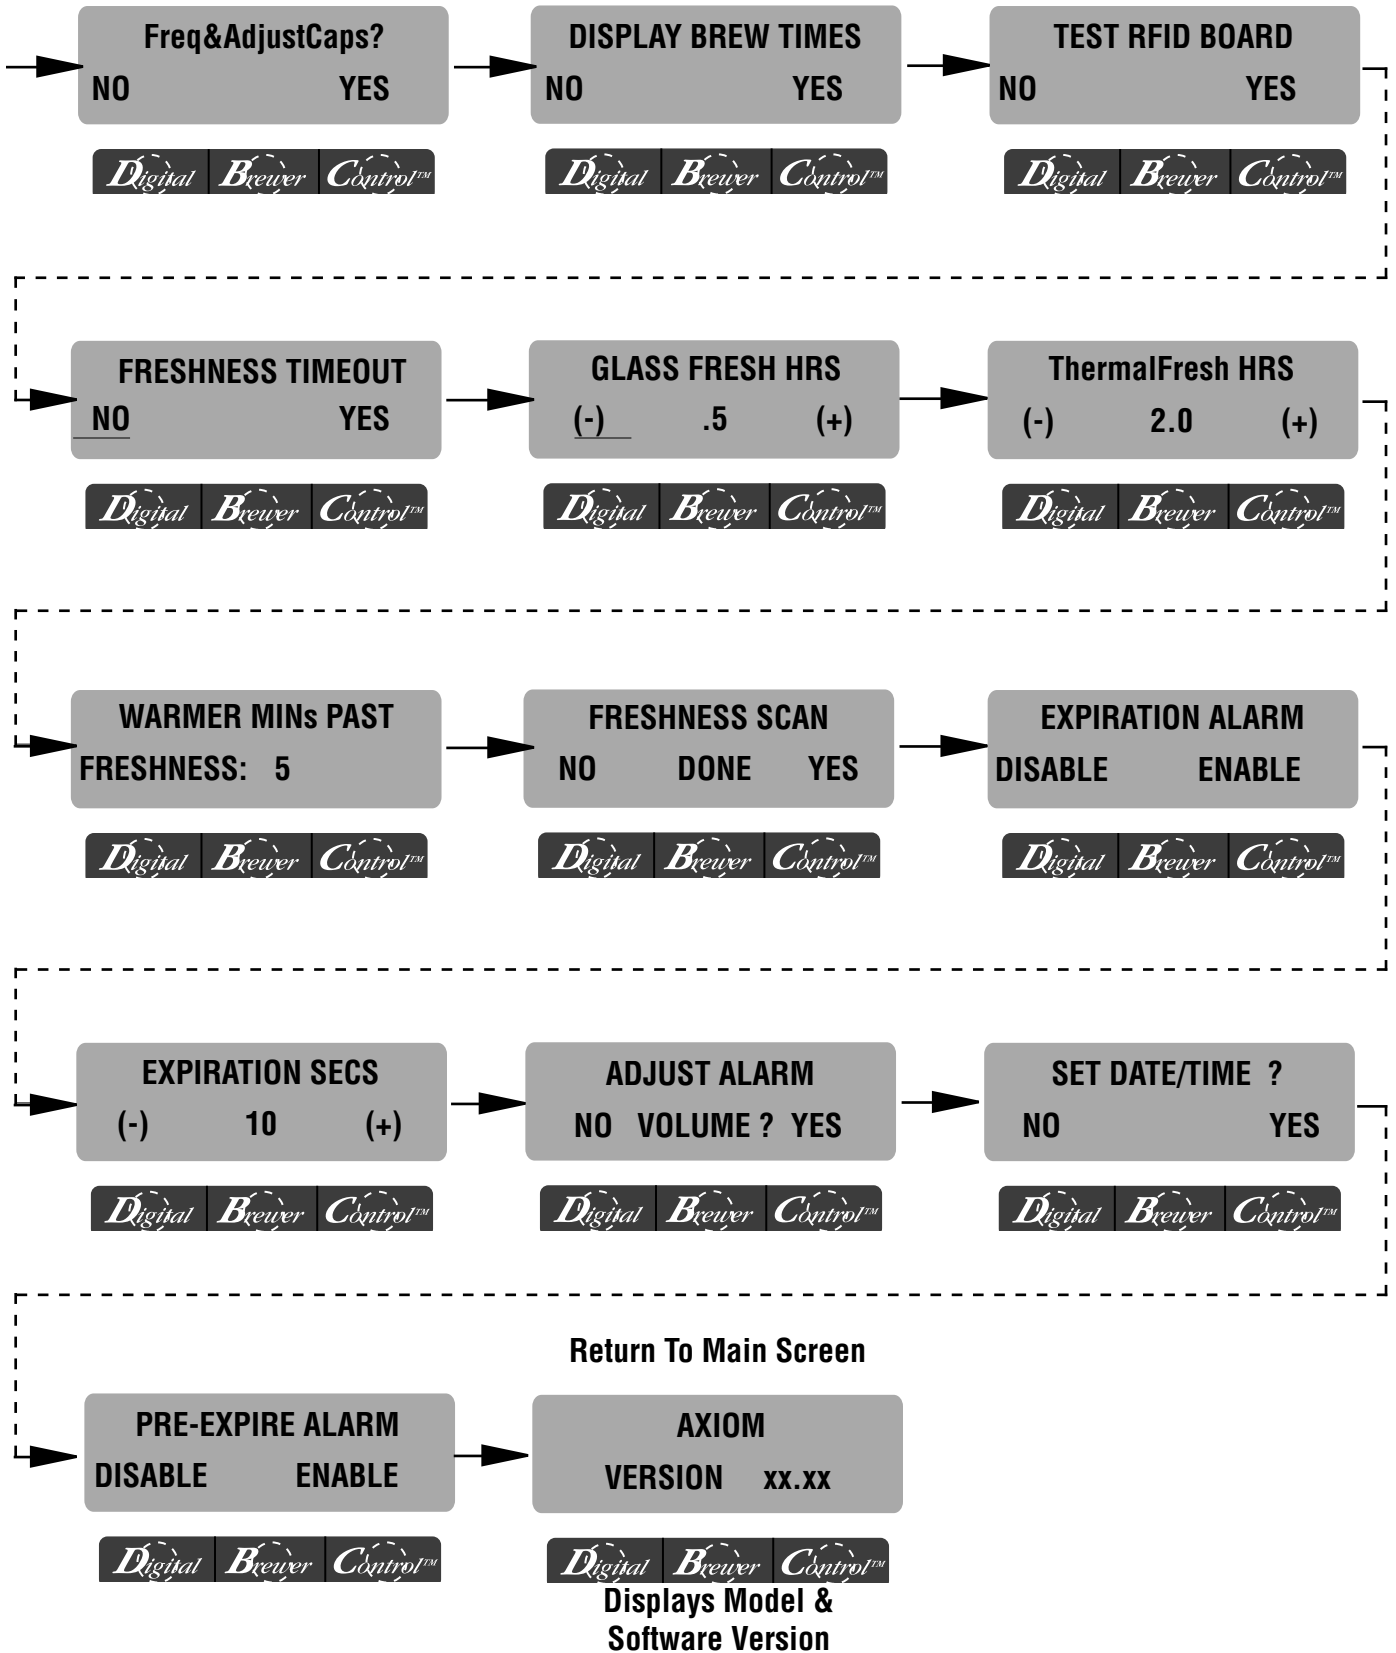 Freq&AdjustCaps?
NO YES
Digital Brewer Control™
DISPLAY BREW TIMES
NO YES
Digital Brewer Control™
TEST RFID BOARD
NO YES
Digital Brewer Control™
FRESHNESS TIMEOUT
NO YES
Digital Brewer Control™
GLASS FRESH HRS
(-) .5 (+)
Digital Brewer Control™
ThermalFresh HRS
(-) 2.0 (+)
Digital Brewer Control™
WARMER MINs PAST
FRESHNESS: 5
Digital Brewer Control™
FRESHNESS SCAN
NO DONE YES
Digital Brewer Control™
EXPIRATION ALARM
DISABLE ENABLE
Digital Brewer Control™
EXPIRATION SECS
(-) 10 (+)
Digital Brewer Control™
ADJUST ALARM
NO VOLUME ? YES
Digital Brewer Control™
SET DATE/TIME ?
NO YES
Digital Brewer Control™
PRE-EXPIRE ALARM
DISABLE ENABLE
Digital Brewer Control™
Return To Main Screen
AXIOM
VERSION xx.xx
Digital Brewer Control™
Displays Model &
Software Version